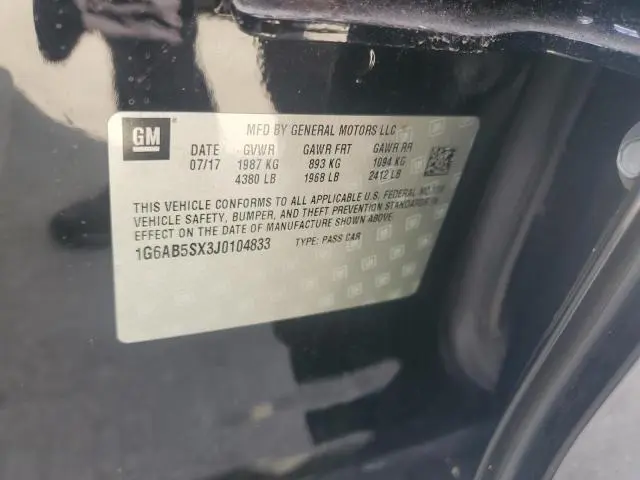 GM
MFD BY GENERAL MOTORS LLC
DATE GVWR GAWR FRT GAWR RR
07/17 1987 KG 893 KG 1094 KG
4380 LB 1968 LB 2412 LB
THIS VEHICLE CONFORMS TO ALL APPLICABLE U.S. FEDERAL
VEHICLE SAFETY, BUMPER, AND THEFT PREVENTION STANDARDS IN
EFFECT ON THE DATE OF MANUFACTURE SHOWN ABOVE.
1G6AB5SX3J0104833 TYPE: PASS CAR